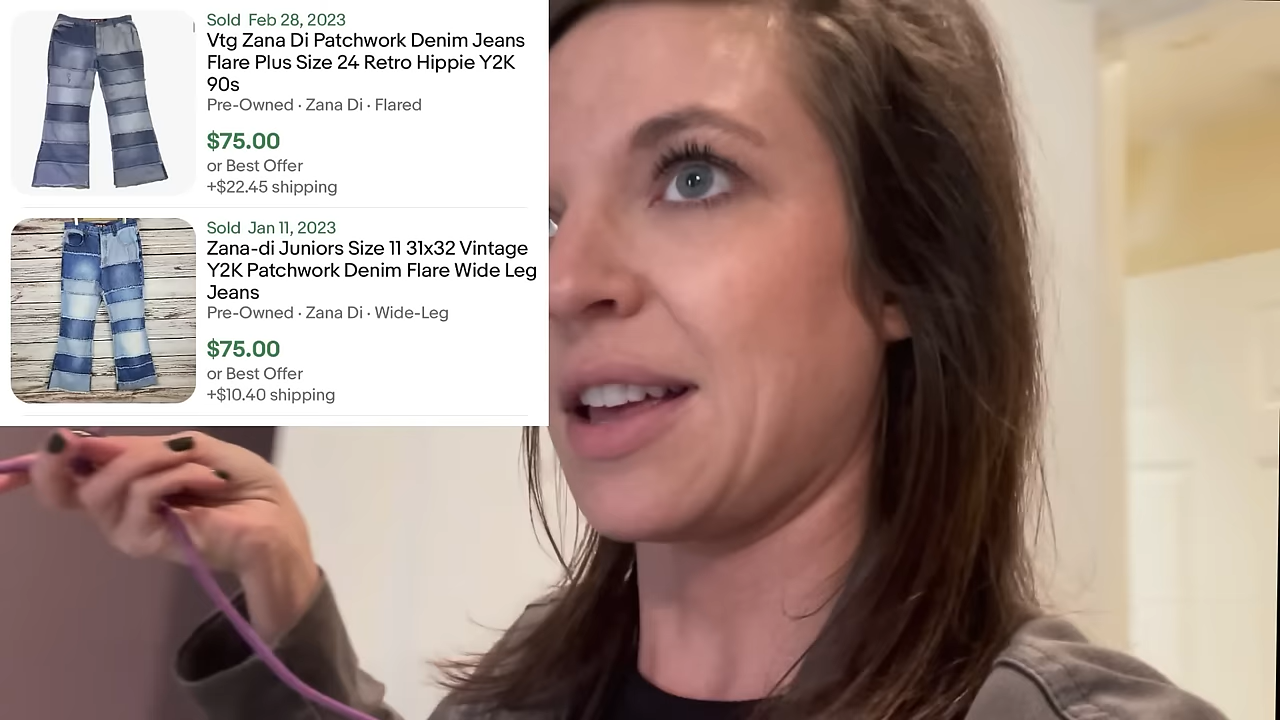 Sold Feb 28, 2023
Vtg Zana Di Patchwork Denim Jeans
Flare Plus Size 24 Retro Hippie Y2K
90s
Pre-Owned · Zana Di · Flared
$75.00
or Best Offer
+$22.45 shipping
Sold Jan 11, 2023
Zana-di Juniors Size 11 31x32 Vintage
Y2K Patchwork Denim Flare Wide Leg
Jeans
Pre-Owned · Zana Di · Wide-Leg
$75.00
or Best Offer
+$10.40 shipping